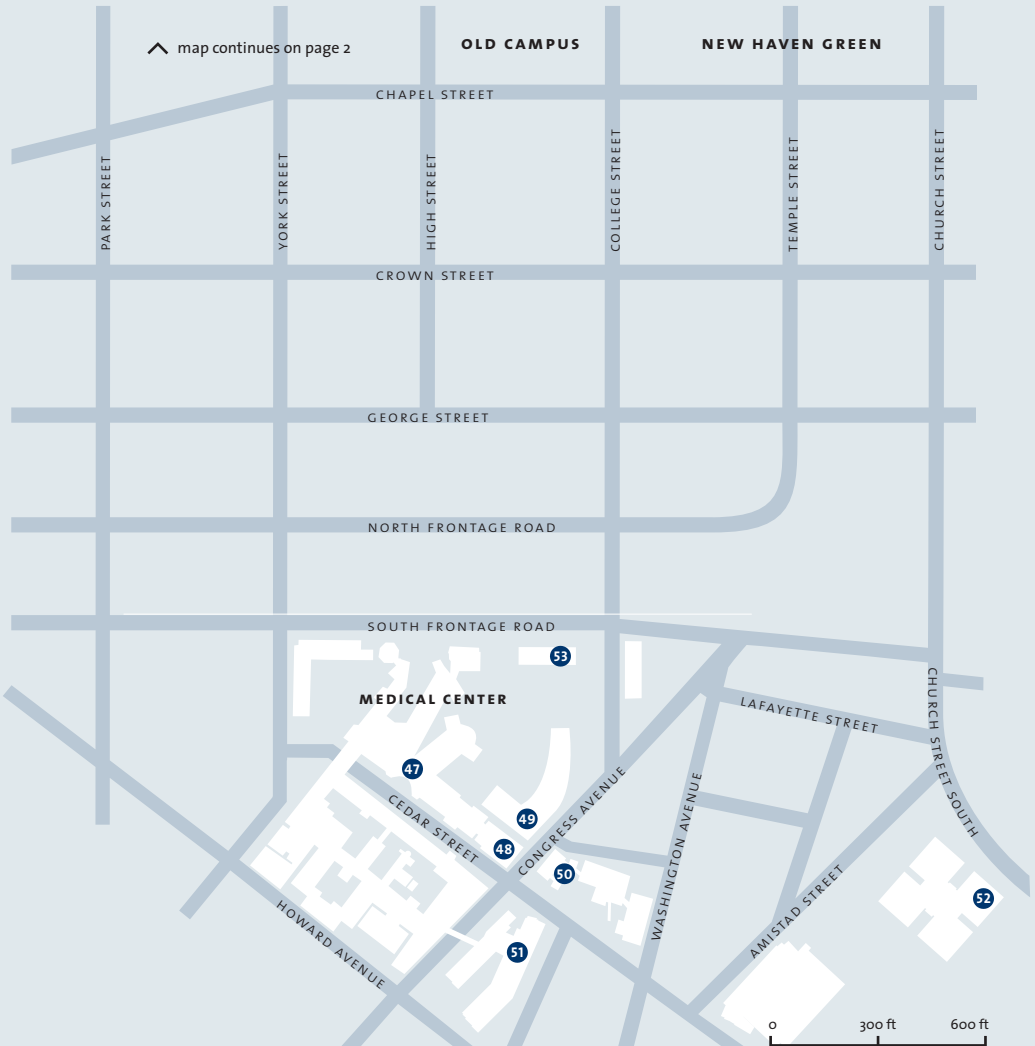 map continues on page 2
OLD CAMPUS
NEW HAVEN GREEN
CHAPEL STREET
PARK STREET
YORK STREET
HIGH STREET
COLLEGE STREET
TEMPLE STREET
CHURCH STREET
CROWN STREET
GEORGE STREET
NORTH FRONTAGE ROAD
SOUTH FRONTAGE ROAD
53
MEDICAL CENTER
LAFAYETTE STREET
CHURCH STREET SOUTH
47
CEDAR STREET
49
CONGRESS AVENUE
48
WASHINGTON AVENUE
50
AMISTAD STREET
52
HOWARD AVENUE
51
0 300 ft 600 ft